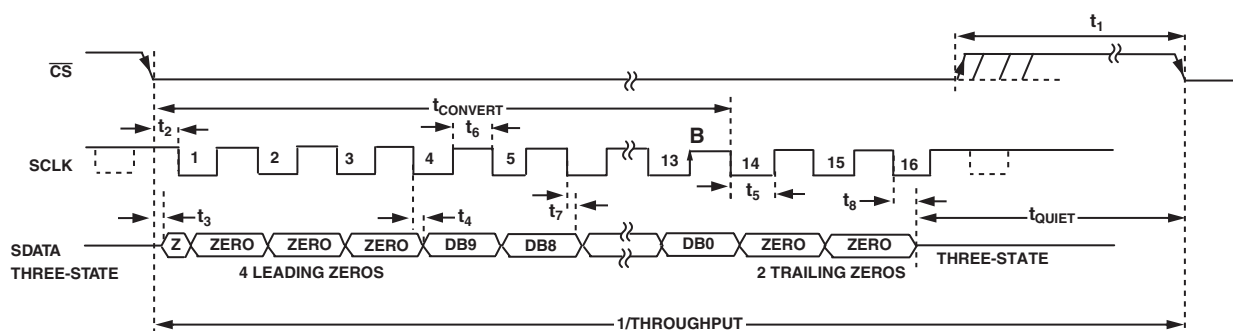 t1
CS
tCONVERT
t2
t6
B
SCLK
1
2
3
4
5
13
14
15
16
t5
t8
t3
t4
t7
tQUIET
SDATA
Z
ZERO
ZERO
ZERO
DB9
DB8
DB0
ZERO
ZERO
THREE-STATE
4 LEADING ZEROS
2 TRAILING ZEROS
THREE-STATE
1/THROUGHPUT